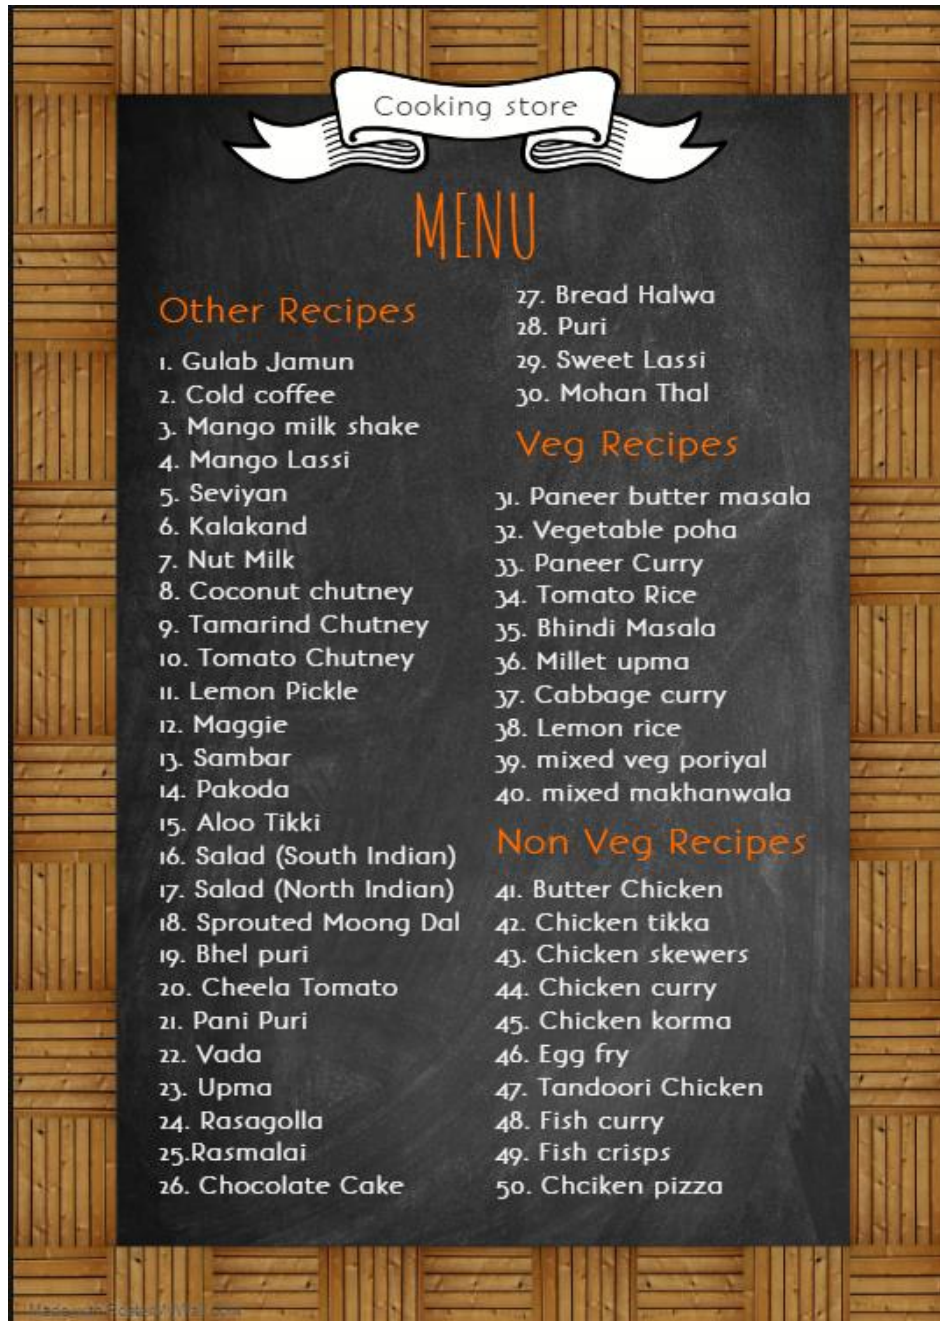 Cooking store
MENU
Other Recipes
1. Gulab Jamun
2. Cold coffee
3. Mango milk shake
4. Mango Lassi
5. Seviyan
6. Kalakand
7. Nut Milk
8. Coconut chutney
9. Tamarind Chutney
10. Tomato Chutney
11. Lemon Pickle
12. Maggie
13. Sambar
14. Pakoda
15. Aloo Tikki
16. Salad (South Indian)
17. Salad (North Indian)
18. Sprouted Moong Dal
19. Bhel puri
20. Cheela Tomato
21. Pani Puri
22. Vada
23. Upma
24. Rasagolla
25.Rasmalai
26. Chocolate Cake
27. Bread Halwa
28. Puri
29. Sweet Lassi
30. Mohan Thal
Veg Recipes
31. Paneer butter masala
32. Vegetable poha
33. Paneer Curry
34. Tomato Rice
35. Bhindi Masala
36. Millet upma
37. Cabbage curry
38. Lemon rice
39. mixed veg poriyal
40. mixed makhanwala
Non Veg Recipes
41. Butter Chicken
42. Chicken tikka
43. Chicken skewers
44. Chicken curry
45. Chicken korma
46. Egg fry
47. Tandoori Chicken
48. Fish curry
49. Fish crisps
50. Chciken pizza